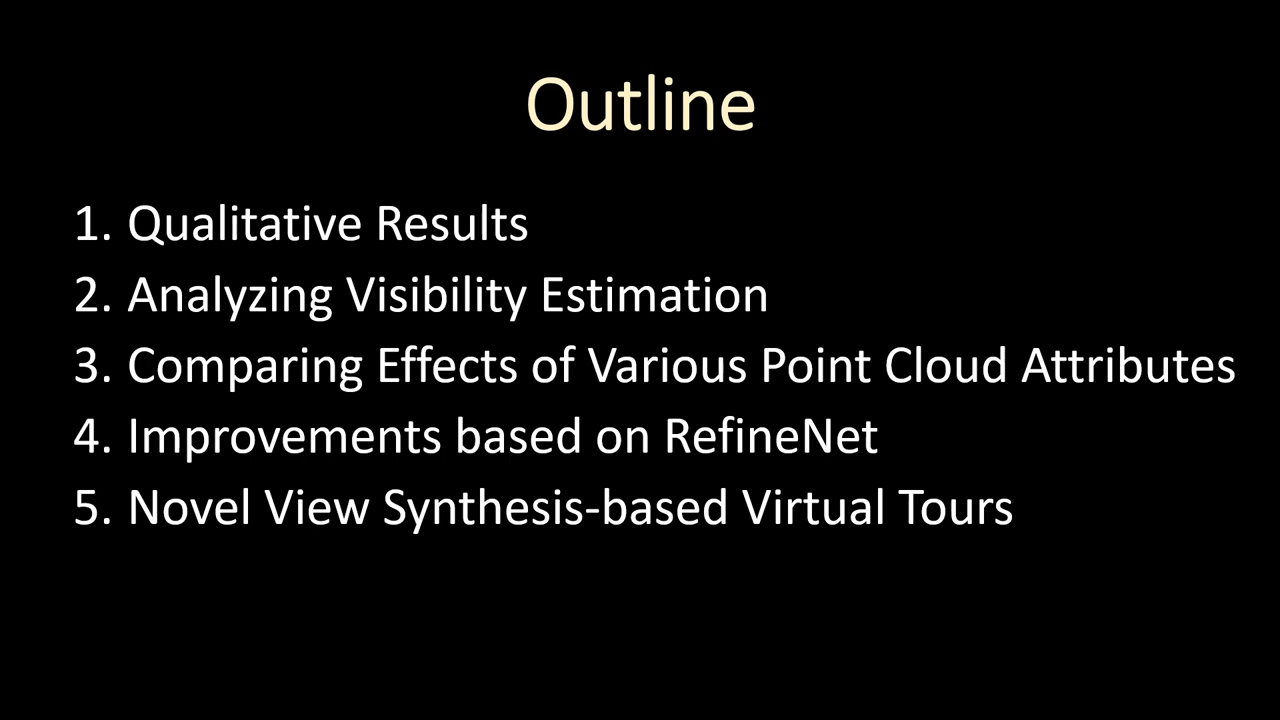 Outline
1. Qualitative Results
2. Analyzing Visibility Estimation
3. Comparing Effects of Various Point Cloud Attributes
4. Improvements based on RefineNet
5. Novel View Synthesis-based Virtual Tours